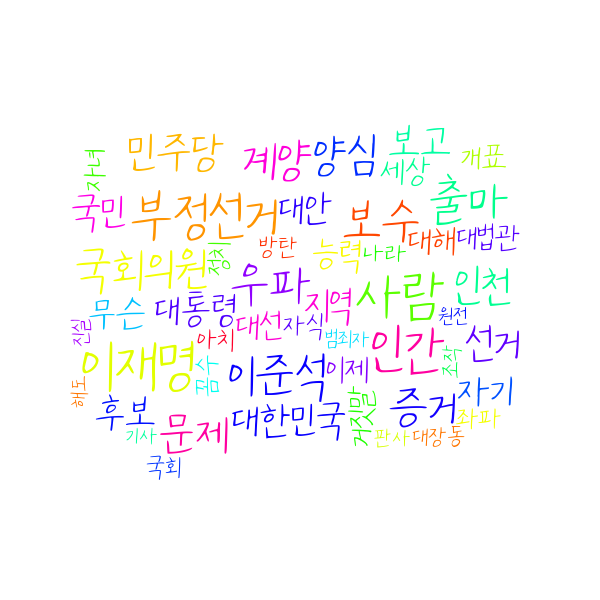 민주당 계양 양심 보고 개표
자녀 세상
국민 부정선거 대안 보수 출마
대해 대법관
국회의원 정치 방탄 능력 나라
우파 사람 인천
무슨 대통령 지역 원전
진실 아치 대선 자식 범죄자 인간 선거
이재명 꼼수 이준석 이제 조작
해도 후보 문제 대한민국 거짓말 증거 자기
기사 판사 대장동 좌파
국회